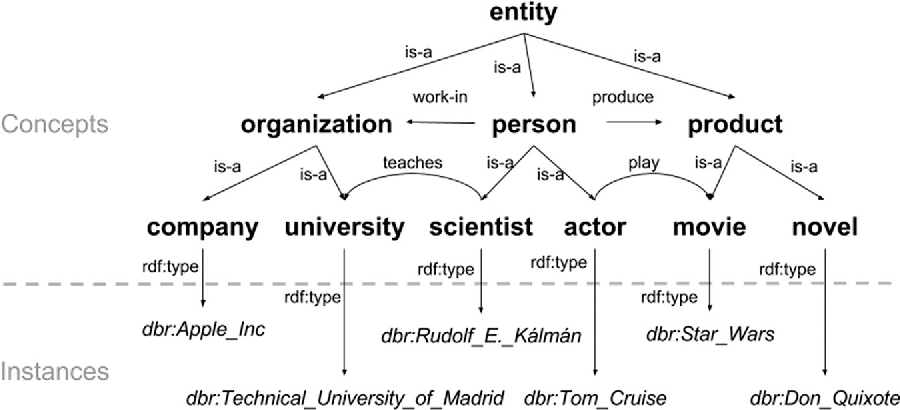 entity
is-a
is-a
is-a
work-in
produce
Concepts
organization
person
product
is-a
is-a
teaches
is-a
is-a
play
is-a
is-a
company
university
scientist
actor
movie
novel
rdf:type
rdf:type
rdf:type
rdf:type
rdf:type
rdf:type
dbr:Apple_Inc
dbr:Rudolf_E._Kálmán
dbr:Star_Wars
Instances
dbr:Technical_University_of_Madrid
dbr:Tom_Cruise
dbr:Don_Quixote